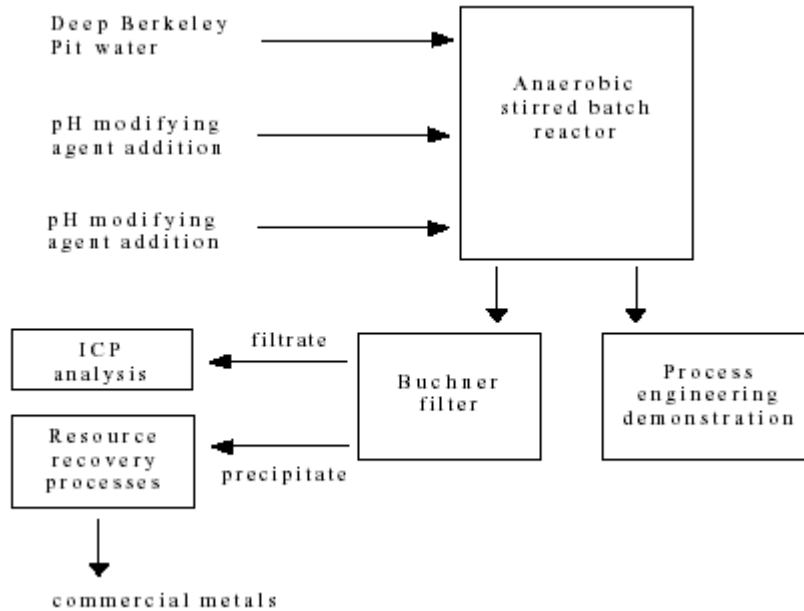 Deep Berkeley
Pit water
pH modifying
agent addition
pH modifying
agent addition
Anaerobic
stirred batch
reactor
ICP
analysis
filtrate
Buchner
filter
Process
engineering
demonstration
Resource
recovery
processes
precipitate
commercial metals